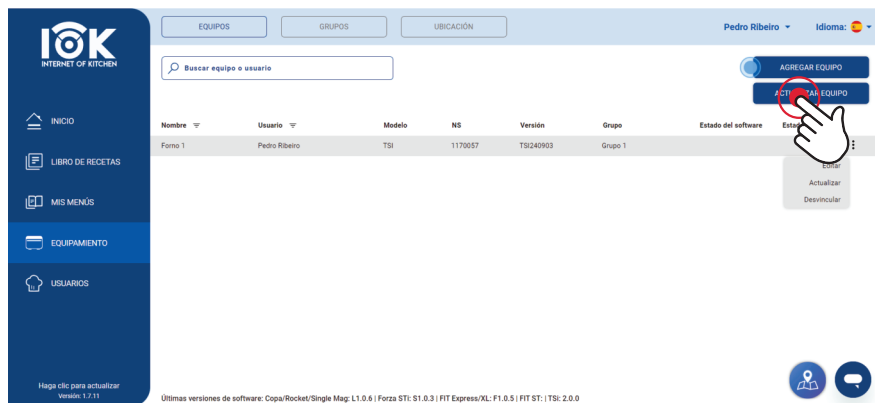 IOK
INTERNET OF KITCHEN
EQUIPOS
GRUPOS
UBICACIÓN
Pedro Ribeiro
Idioma:
Buscar equipo o usuario
AGREGAR EQUIPO
EQUIPO
INICIO
LIBRO DE RECETAS
MIS MENÚS
EQUIPAMIENTO
USUARIOS
Nombre Usuario Modelo NS Versión Grupo Estado del software
Forno 1 Pedro Ribeiro TSI 1170057 TSI240903 Grupo 1
Editar
Actualizar
Desvincular
Haga clic para actualizar
Versión: 1.7.11
Últimas versiones de software: Copa/Rocket/Single Mag: L1.0.6 | Forza STi: S1.0.3 | FIT Express/XL: F1.0.5 | FIT ST: | TSI: 2.0.0